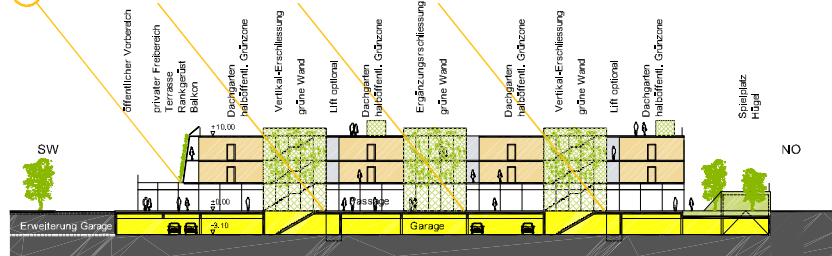 öffentlicher Vorbereich
privater Freibereich
Terrasse
Rankgerüst
Balkon
Dachgarten
halböffentl. Grünzone
Vertikal-Erschliessung
grüne Wand
Lift optional
Dachgarten
halböffentl. Grünzone
Ergänzungsrschliessung
grüne Wand
Dachgarten
halböffentl. Grünzone
Vertikal-Erschliessung
grüne Wand
Lift optional
Dachgarten
halböffentl. Grünzone
Spielplatz
Hügel
SW
+10,00
NO
±0,00
Passage
Erweiterung Garage
-3,10
Garage